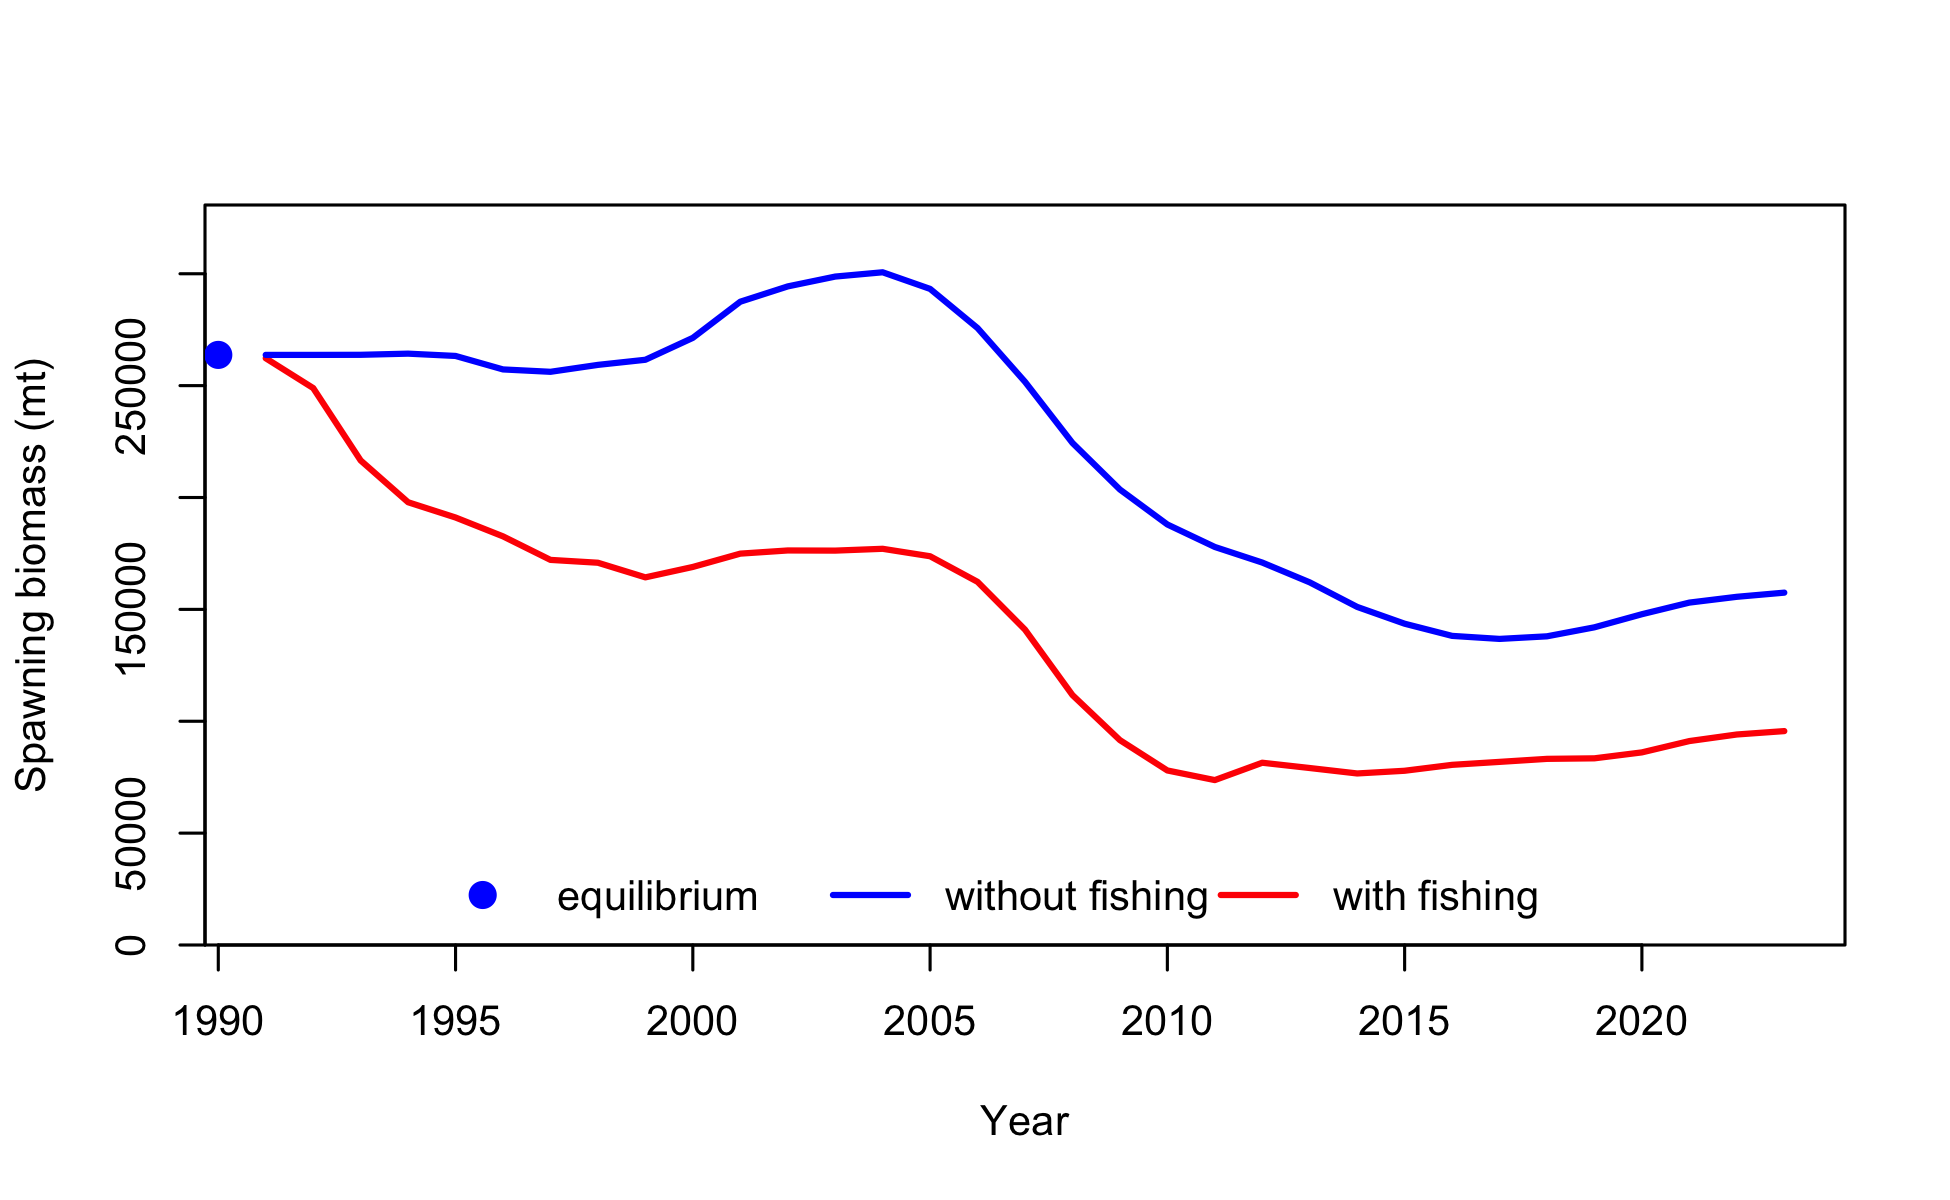 Spawning biomass (mt)
250000
150000
50000
0
equilibrium without fishing with fishing
1990 1995 2000 2005 2010 2015 2020
Year